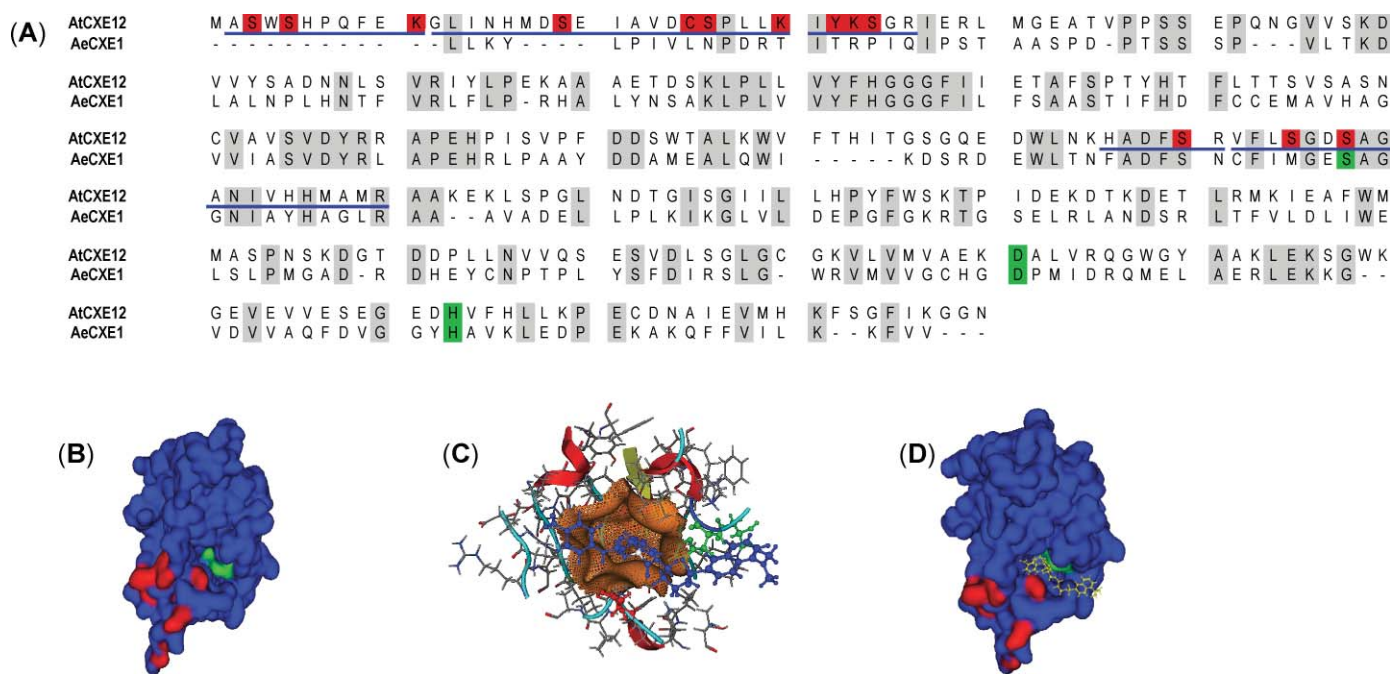 (A)
AtCXE12 MASWSHPQFE KGLINHMDSE IAVDCSPLLK IYKSGRIERL MGEATVPPSS EPQNGVVSKD
AeCXE1 ---------- --LLKY---- LPIVLNPDRT ITRPIQIPST AASPD-PTSS SP---VLTKD
AtCXE12 VVYSADNNLS VRIYLPEKAA AETDSKLPLL VYFHGGGFII ETAFSPTYHT FLTTSVSASN
AeCXE1 LALNPLHNTF VRLFLP-RHA LYNSAKLPLV VYFHGGGFIL FSAASTIFHD FCCEMAVHAG
AtCXE12 CVAVSVDYRR APEHPISVPF DDSWTALKWV FTHITGSGQE DWLNKHADFS RVFLSGDSAG
AeCXE1 VVIASVDYRL APEHRLPAAY DDAMEALQWI -----KDSRD EWLTNFADFS NCFIMGESAG
AtCXE12 ANIVHHMAMR AAKEKLSPGL NDTGISGIIL LHPYFWSKTP IDEKDTKDET LRMKIEAFWM
AeCXE1 GNIAYHAGLR AA--AVADEL LPLKIKGLVL DEPGFGKRTG SELRLANDSR LTFVLDLIWE
AtCXE12 MASPNSKDGT DDPLLNVVQS ESVDLSGLGC GKVLVMVAEK DALVRQGWGY AAKLEKSGWK
AeCXE1 LSLPMGAD-R DHEYCNPTPL YSFDIRSLG- WRVMVVGCHG DPMIDRQMEL AERLEKKG--
AtCXE12 GEVEVVESEG EDHVFHLLKP ECDNAIEVMH KFSGFIKGGN
AeCXE1 VDVVAQFDVG GYHAVKLEDP EKAKQFFVIL K--KFVV---
(B) (C) (D)